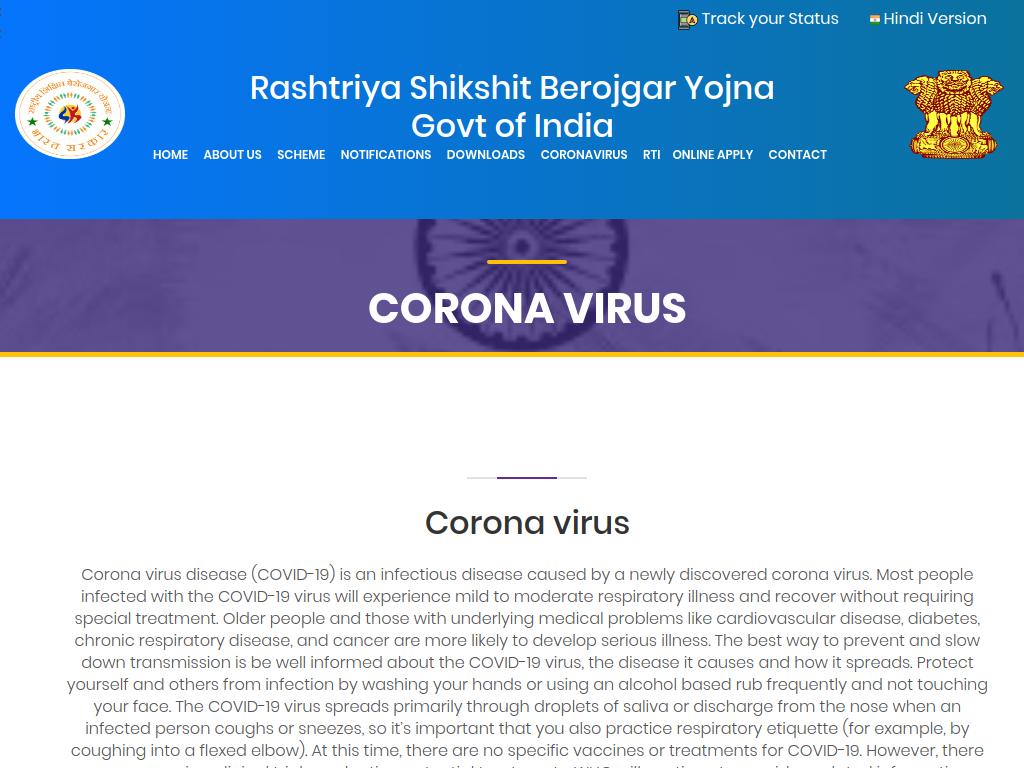 Track your Status
Hindi Version
Rashtriya Shikshit Berojgar Yojna
Govt of India
राष्ट्रीय शिक्षित बेरोजगार योजना
भारत सरकार
HOME ABOUT US SCHEME NOTIFICATIONS DOWNLOADS CORONAVIRUS RTI ONLINE APPLY CONTACT
CORONA VIRUS
Corona virus
Corona virus disease (COVID-19) is an infectious disease caused by a newly discovered corona virus. Most people
infected with the COVID-19 virus will experience mild to moderate respiratory illness and recover without requiring
special treatment. Older people and those with underlying medical problems like cardiovascular disease, diabetes,
chronic respiratory disease, and cancer are more likely to develop serious illness. The best way to prevent and slow
down transmission is be well informed about the COVID-19 virus, the disease it causes and how it spreads. Protect
yourself and others from infection by washing your hands or using an alcohol based rub frequently and not touching
your face. The COVID-19 virus spreads primarily through droplets of saliva or discharge from the nose when an
infected person coughs or sneezes, so it's important that you also practice respiratory etiquette (for example, by
coughing into a flexed elbow). At this time, there are no specific vaccines or treatments for COVID-19. However, there